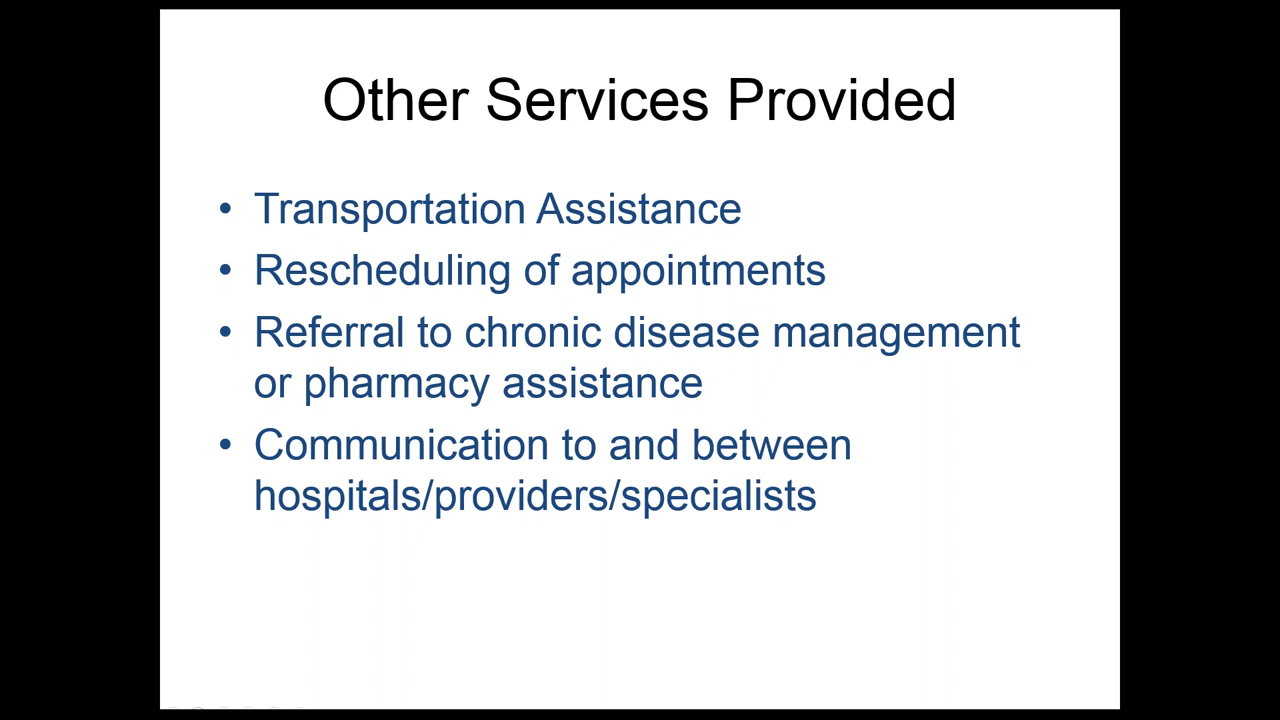 Other Services Provided
• Transportation Assistance
• Rescheduling of appointments
• Referral to chronic disease management
or pharmacy assistance
• Communication to and between
hospitals/providers/specialists